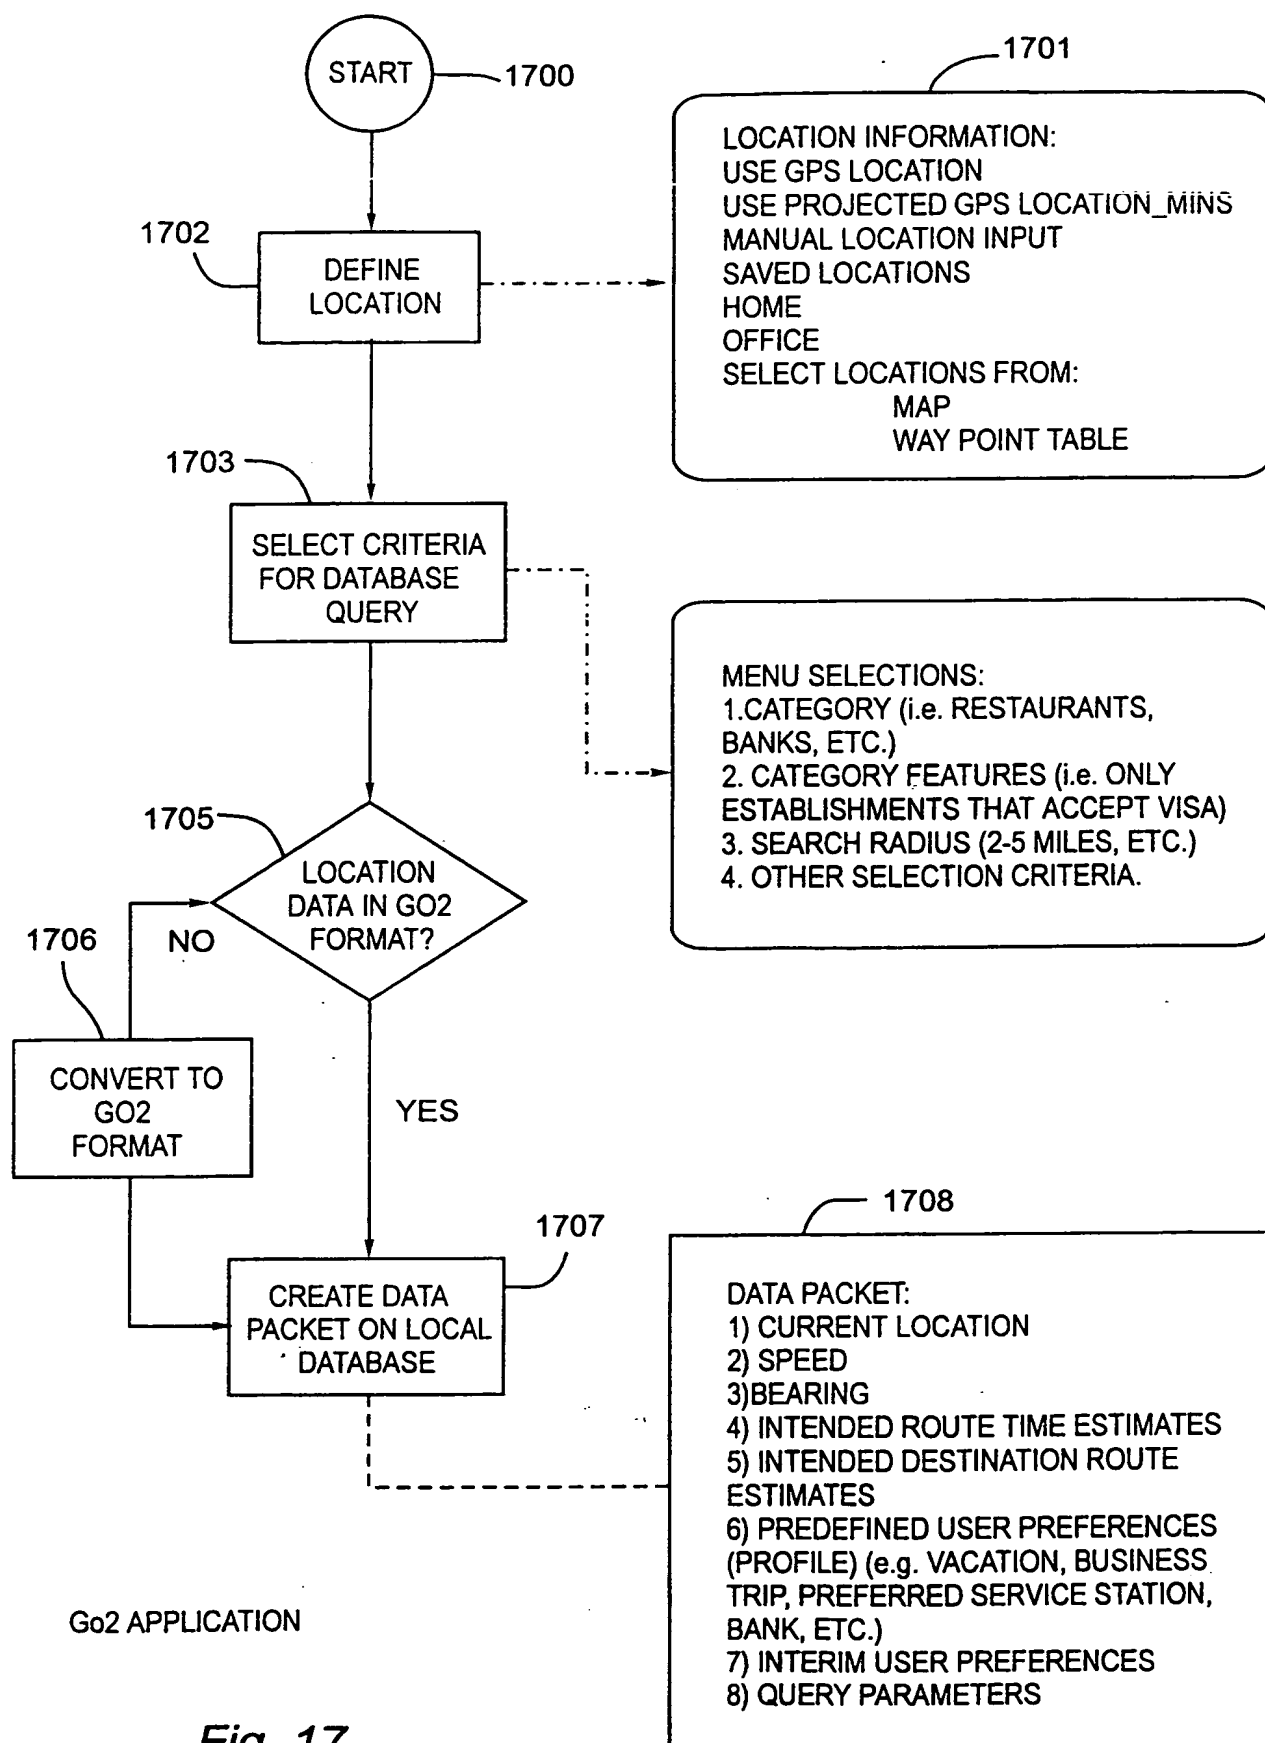 START
1700
1701
LOCATION INFORMATION:
USE GPS LOCATION
USE PROJECTED GPS LOCATION_MINS
MANUAL LOCATION INPUT
SAVED LOCATIONS
HOME
OFFICE
SELECT LOCATIONS FROM:
MAP
WAY POINT TABLE
1702
DEFINE
LOCATION
1703
SELECT CRITERIA
FOR DATABASE
QUERY
MENU SELECTIONS:
1.CATEGORY (i.e. RESTAURANTS,
BANKS, ETC.)
2. CATEGORY FEATURES (i.e. ONLY
ESTABLISHMENTS THAT ACCEPT VISA)
3. SEARCH RADIUS (2-5 MILES, ETC.)
4. OTHER SELECTION CRITERIA.
1705
LOCATION
DATA IN GO2
FORMAT?
NO
1706
CONVERT TO
GO2
FORMAT
YES
1707
CREATE DATA
PACKET ON LOCAL
DATABASE
1708
DATA PACKET:
1) CURRENT LOCATION
2) SPEED
3)BEARING
4) INTENDED ROUTE TIME ESTIMATES
5) INTENDED DESTINATION ROUTE
ESTIMATES
6) PREDEFINED USER PREFERENCES
(PROFILE) (e.g. VACATION, BUSINESS
TRIP, PREFERRED SERVICE STATION,
BANK, ETC.)
7) INTERIM USER PREFERENCES
8) QUERY PARAMETERS
Go2 APPLICATION
Fig. 17